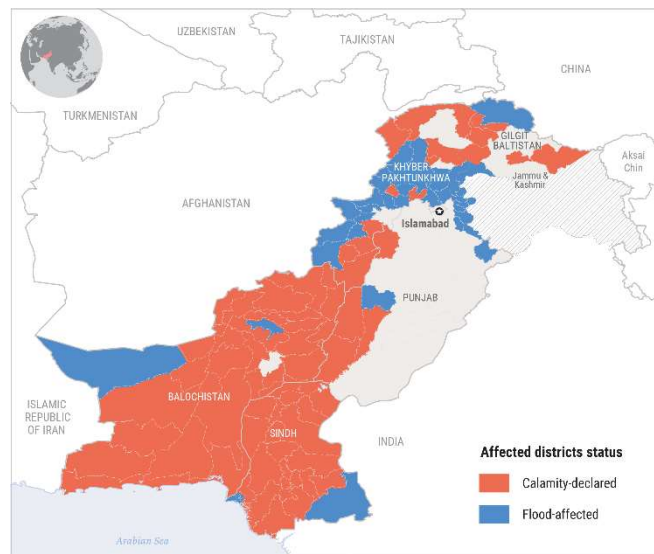 UZBEKISTAN
TAJIKISTAN
CHINA
TURKMENISTAN
GILGIT
BALTISTAN
Aksai
Chin
KHYBER
PAKHTUNKHWA
Jammu &
Kashmir
AFGHANISTAN
Islamabad
PUNJAB
BALOCHISTAN
ISLAMIC
REPUBLIC
OF IRAN
SINDH
INDIA
Affected districts status
Calamity-declared
Flood-affected
Arabian Sea